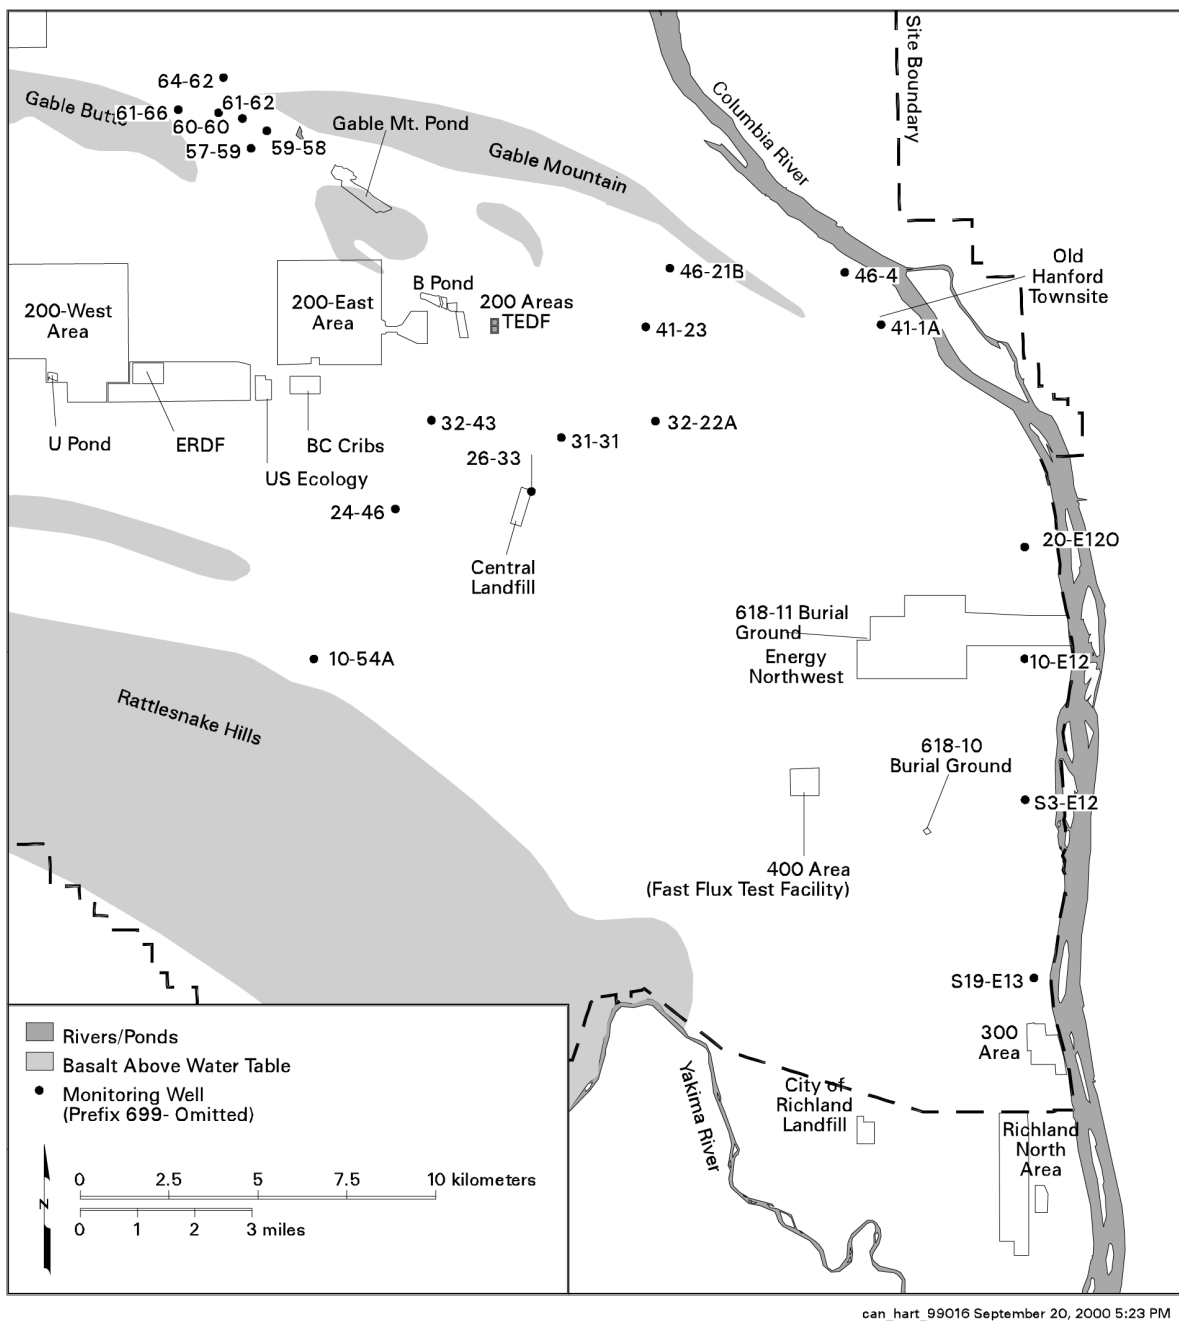 Site Boundary
64-62
Columbia River
Gable Butte
61-66
61-62
60-60
Gable Mt. Pond
57-59
59-58
Gable Mountain
46-21B
46-4
Old
Hanford
Townsite
B Pond
200-West
Area
200-East
Area
200 Areas
TEDF
41-23
41-1A
32-43
32-22A
31-31
U Pond
ERDF
BC Cribs
26-33
US Ecology
24-46
20-E12O
Central
Landfill
618-11 Burial
Ground
Energy
Northwest
10-54A
10-E12
Rattlesnake Hills
618-10
Burial Ground
S3-E12
400 Area
(Fast Flux Test Facility)
S19-E13
300
Area
Rivers/Ponds
Basalt Above Water Table
Monitoring Well
(Prefix 699- Omitted)
Yakima River
City of
Richland
Landfill
Richland
North
Area
N
0 2.5 5 7.5 10 kilometers
0 1 2 3 miles
can_hart_99016 September 20, 2000 5:23 PM